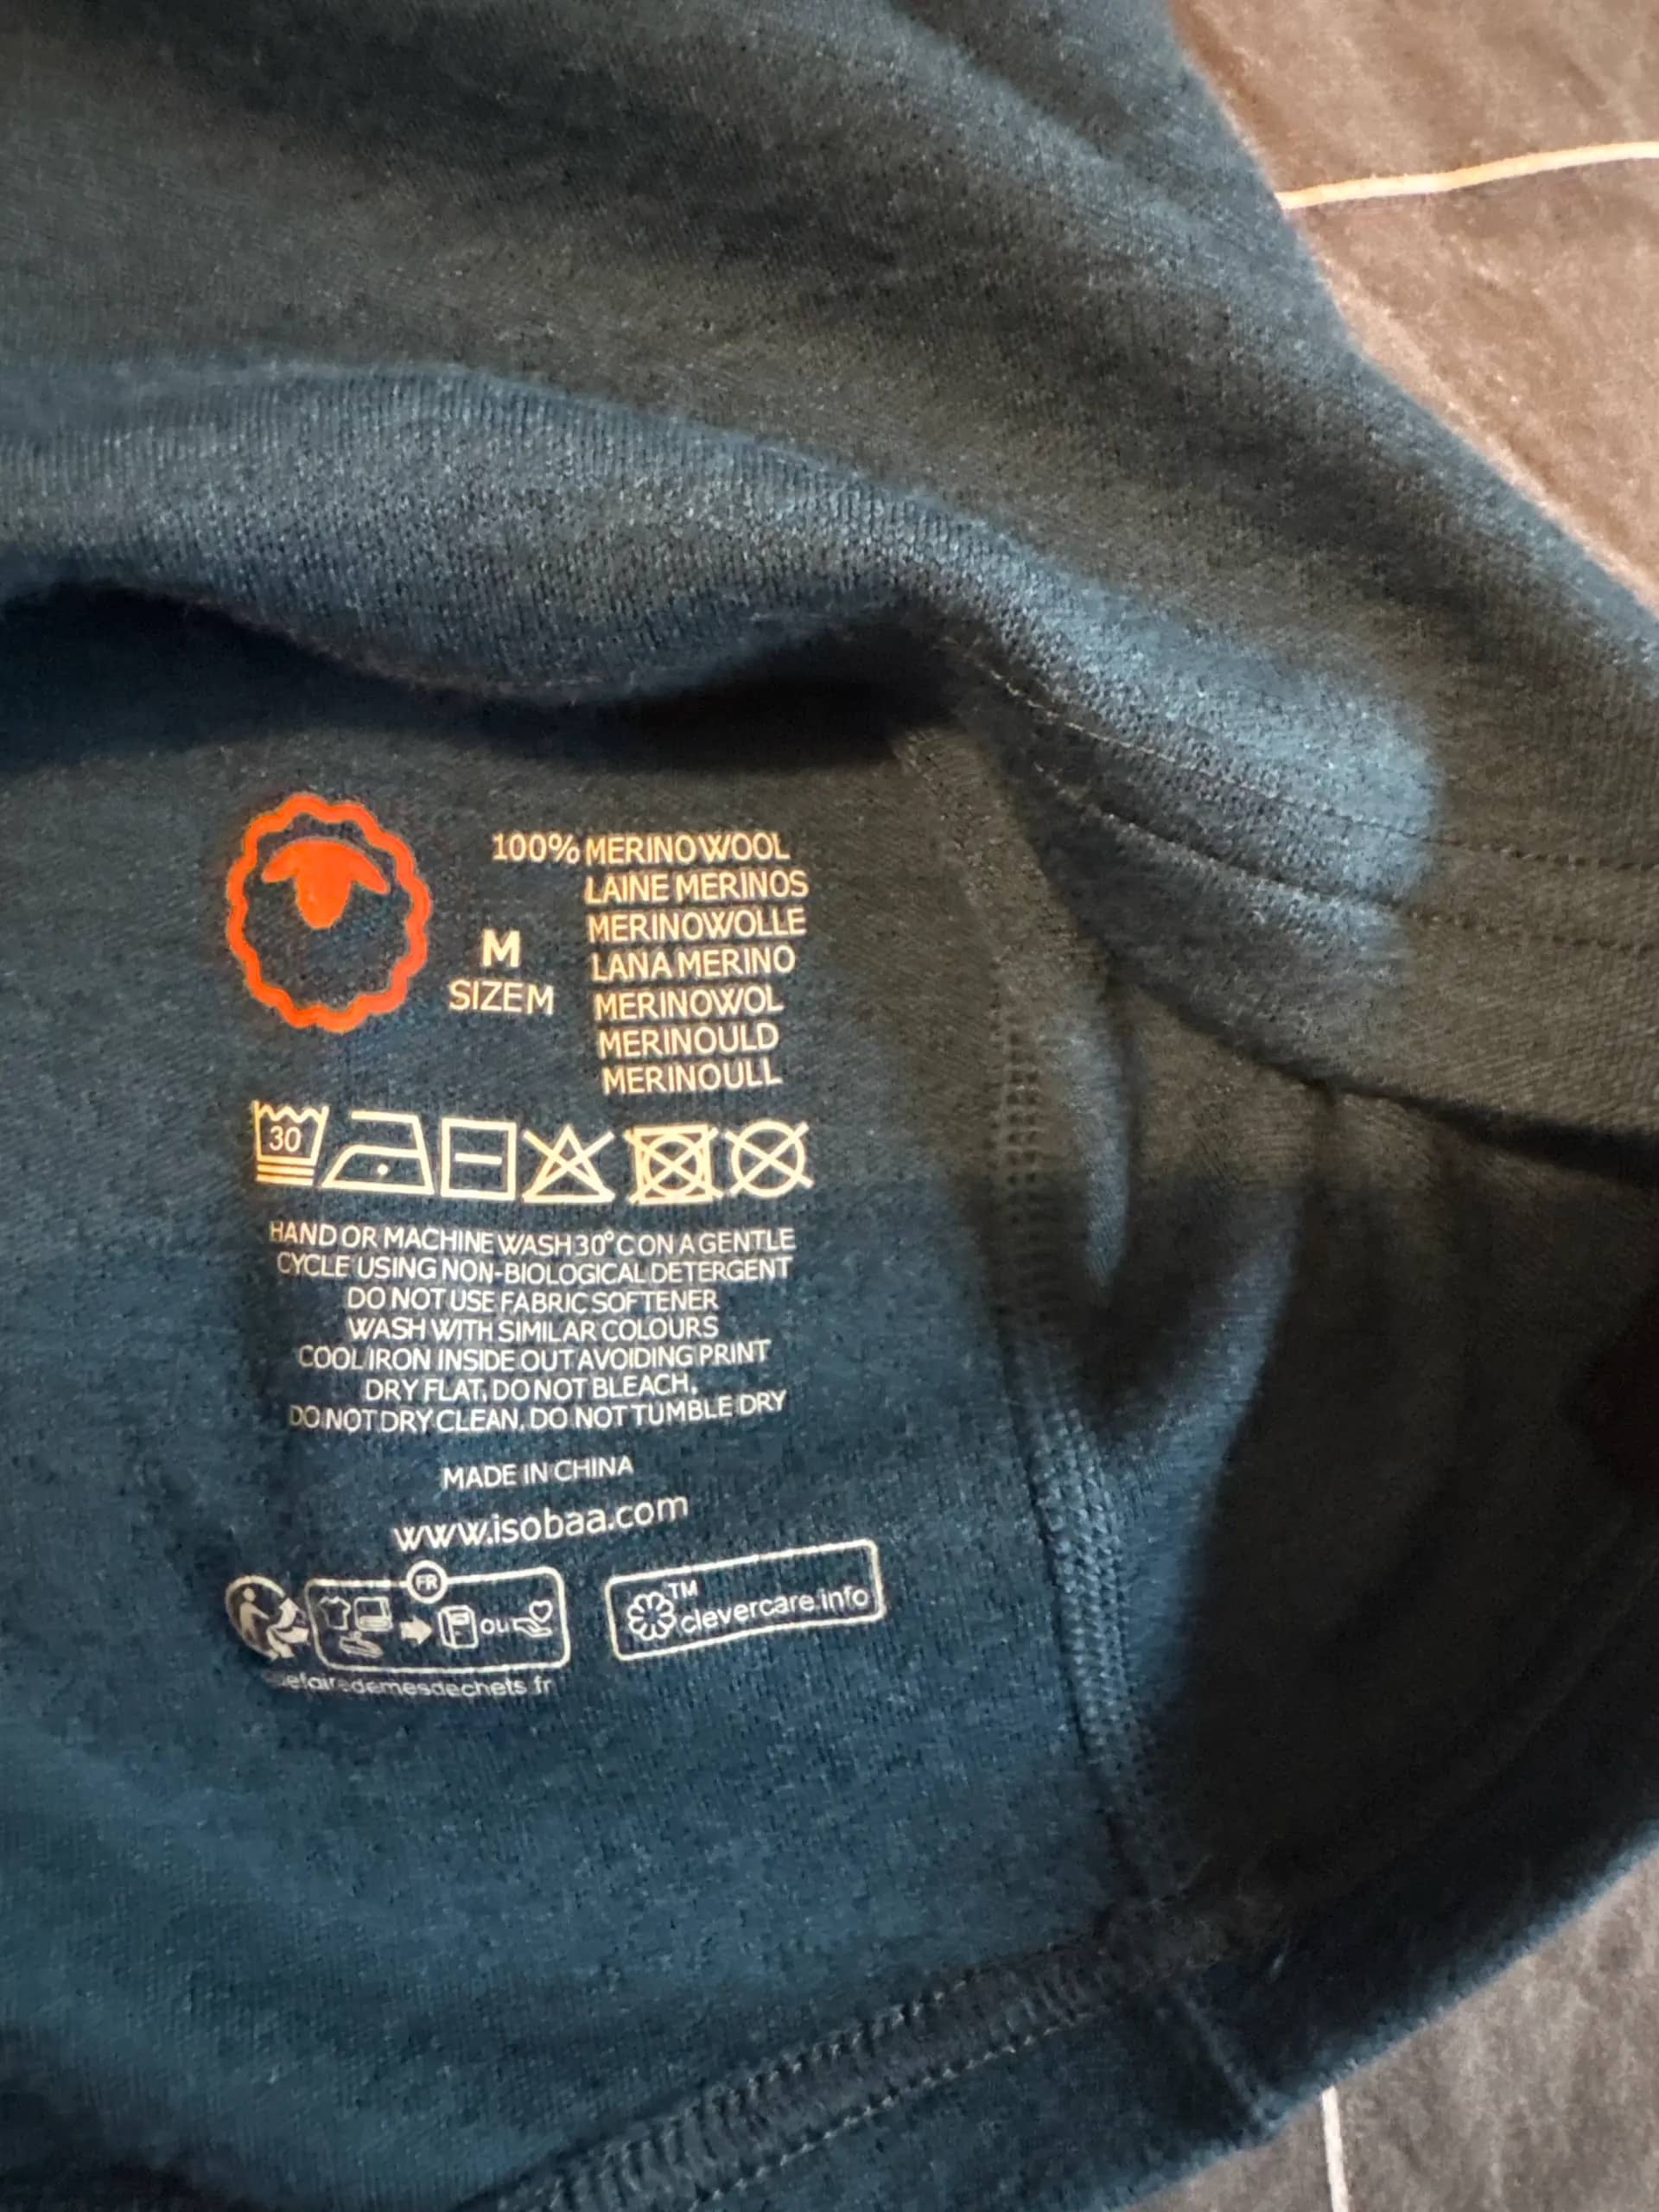 100% MERINO WOOL
LAINE MERINOS
MERINOWOLLE
LANA MERINO
MERINOWOL
MERINOULD
MERINOULL
M
SIZE M
30
HAND OR MACHINE WASH 30°C ON A GENTLE
CYCLE USING NON-BIOLOGICAL DETERGENT
DO NOT USE FABRIC SOFTENER
WASH WITH SIMILAR COLOURS
COOL IRON INSIDE OUT AVOIDING PRINT
DRY FLAT. DO NOT BLEACH.
DO NOT DRY CLEAN. DO NOT TUMBLE DRY
MADE IN CHINA
www.isobaa.com
FR
OU
TM
clevercare.info
efairedemesdechets.fr